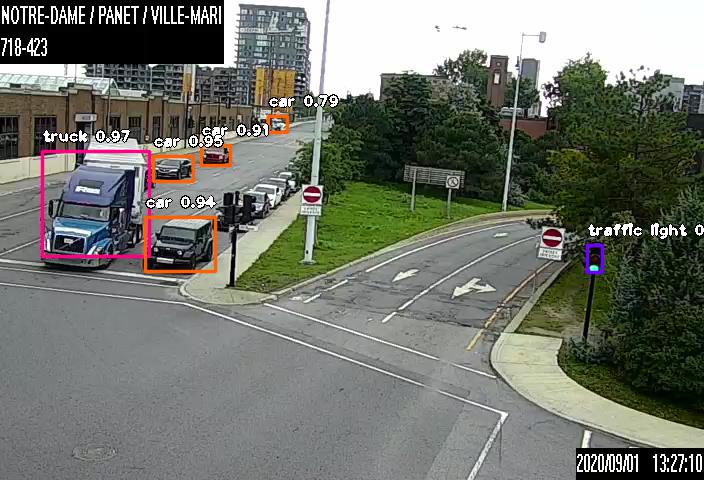 NOTRE-DAME / PANET / VILLE-MARI
718-423
car 0.79
truck 0.97
car 0.95
car 0.91
car 0.94
traffic light 0
2020/09/01 13:27:10